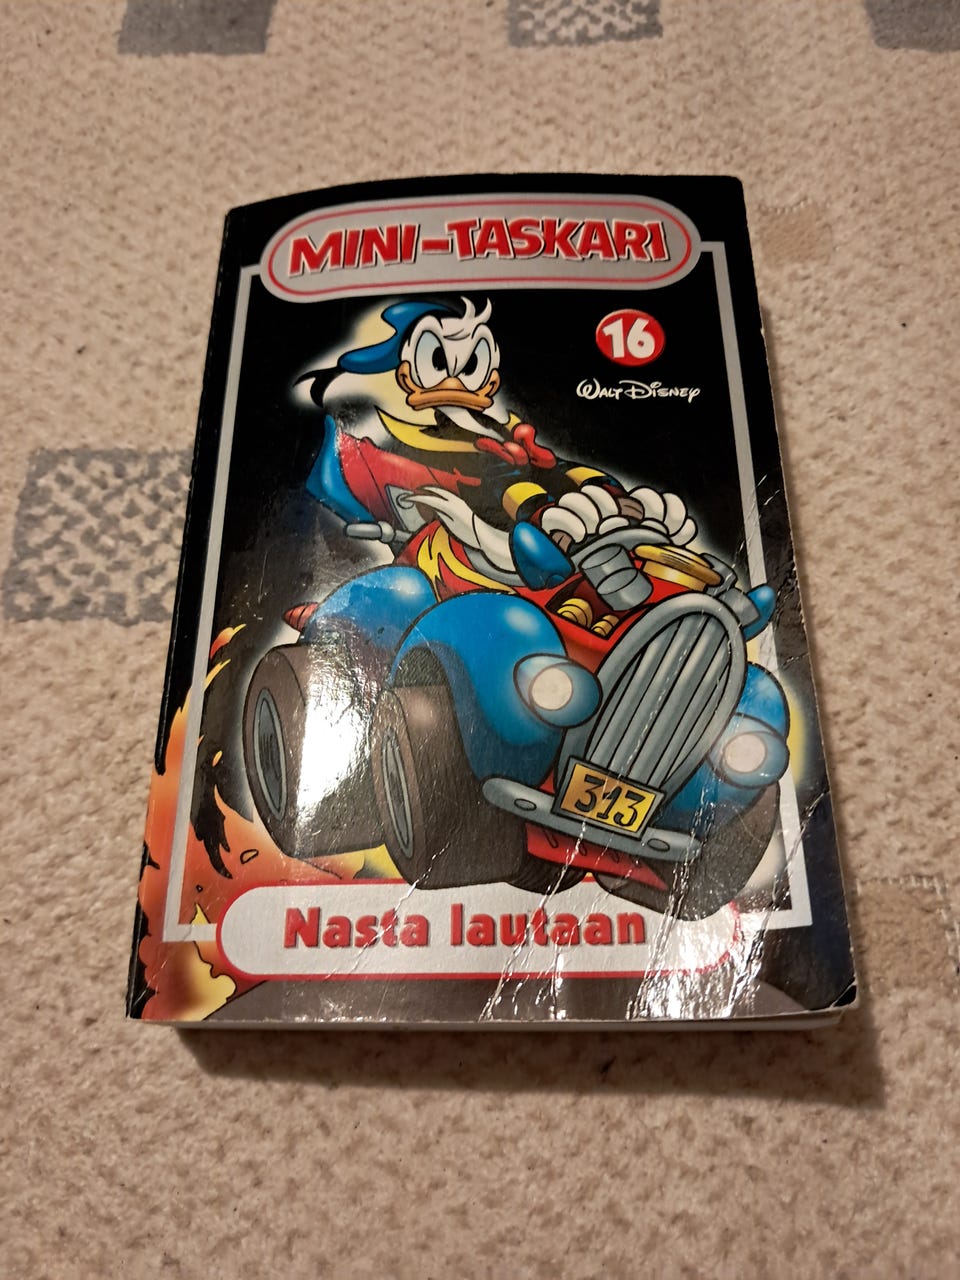 MINI-TASKARI
16
WALT DISNEY
313
Nasta lautaan